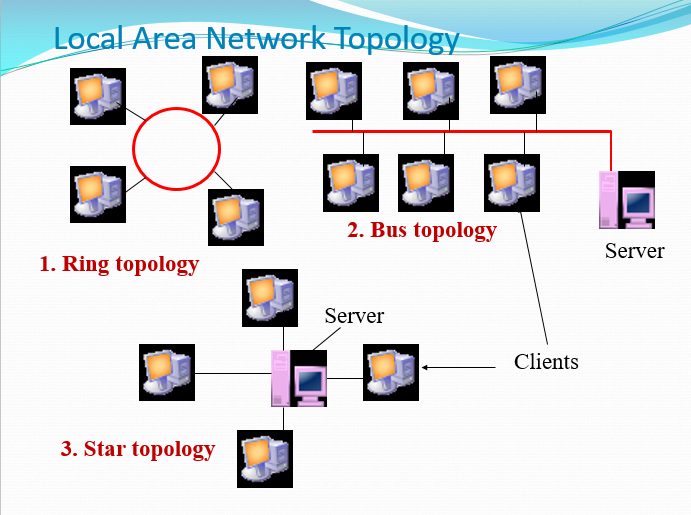 Local Area Network Topology
2. Bus topology
Server
1. Ring topology
Server
Clients
3. Star topology